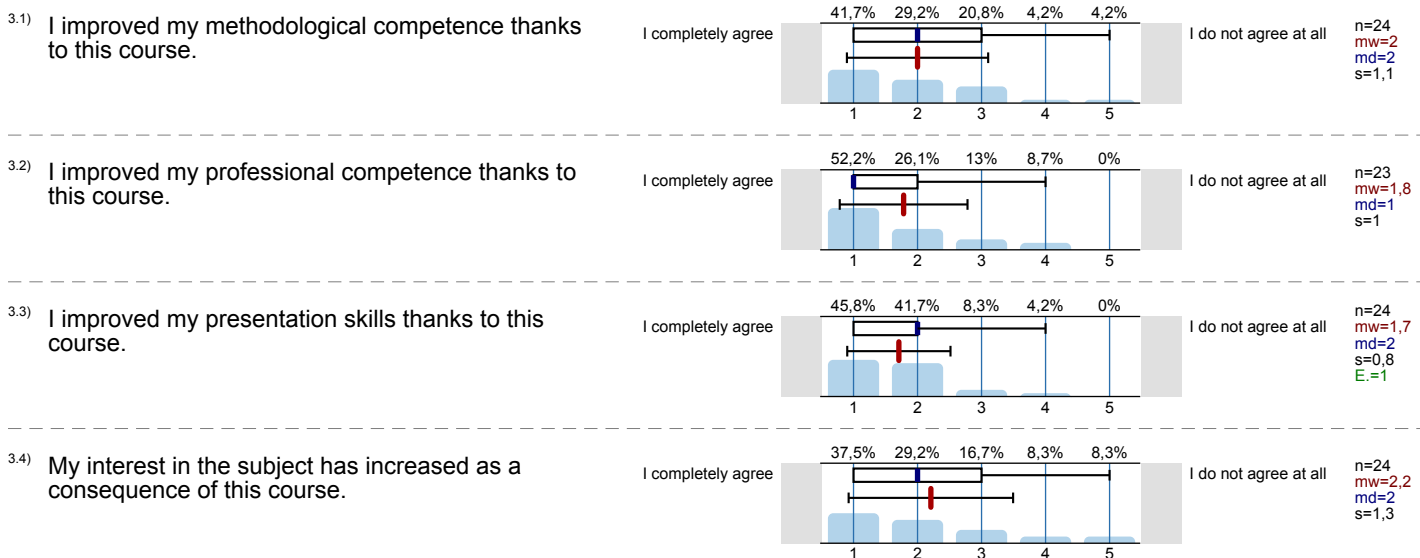 3.1) I improved my methodological competence thanks
to this course.
I completely agree
41,7% 29,2% 20,8% 4,2% 4,2%
1 2 3 4 5
I do not agree at all
n=24
mw=2
md=2
s=1,1
3.2) I improved my professional competence thanks to
this course.
I completely agree
52,2% 26,1% 13% 8,7% 0%
1 2 3 4 5
I do not agree at all
n=23
mw=1,8
md=1
s=1
3.3) I improved my presentation skills thanks to this
course.
I completely agree
45,8% 41,7% 8,3% 4,2% 0%
1 2 3 4 5
I do not agree at all
n=24
mw=1,7
md=2
s=0,8
E.=1
3.4) My interest in the subject has increased as a
consequence of this course.
I completely agree
37,5% 29,2% 16,7% 8,3% 8,3%
1 2 3 4 5
I do not agree at all
n=24
mw=2,2
md=2
s=1,3